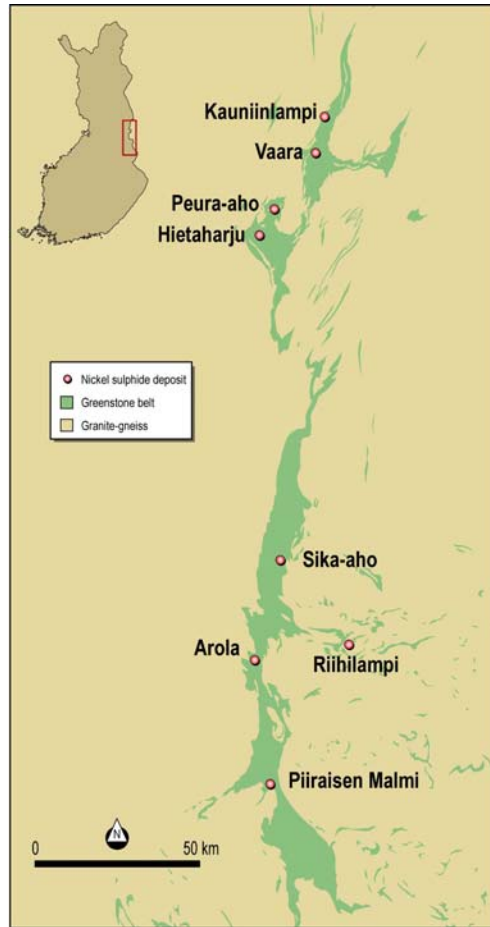 Kauniinlampi
Vaara
Peura-aho
Hietaharju
Nickel sulphide deposit
Greenstone belt
Granite-gneiss
Sika-aho
Arola
Riihilampi
Piiraisen Malmi
N
0 50 km